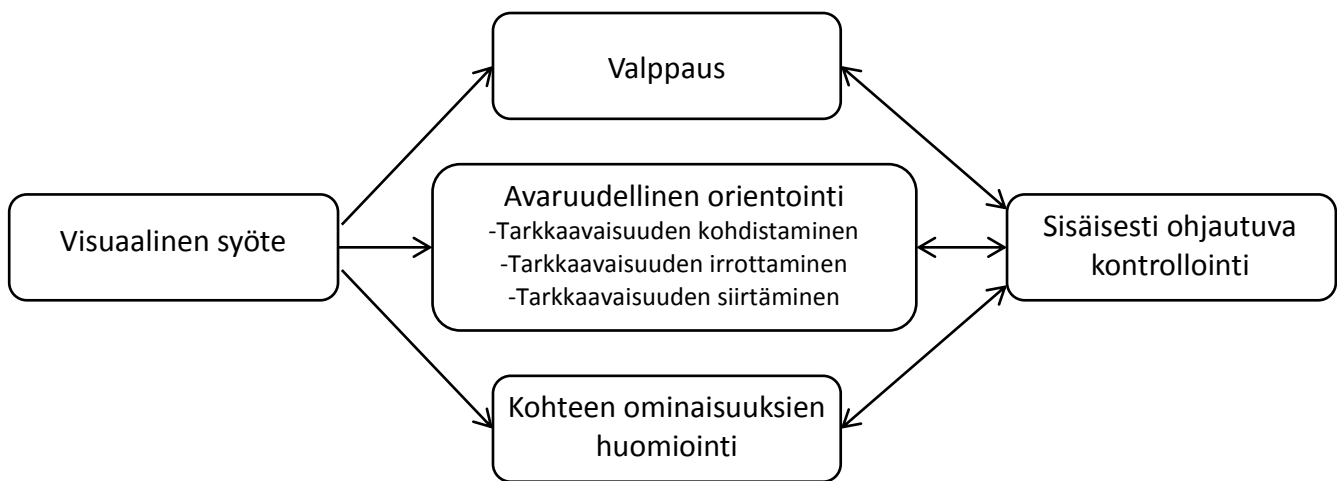 Valppaus
Visuaalinen syöte
Avaruudellinen orientointi
-Tarkkaavaisuuden kohdistaminen
-Tarkkaavaisuuden irrottaminen
-Tarkkaavaisuuden siirtäminen
Sisäisesti ohjautuva
kontrollointi
Kohteen ominaisuuksien
huomiointi